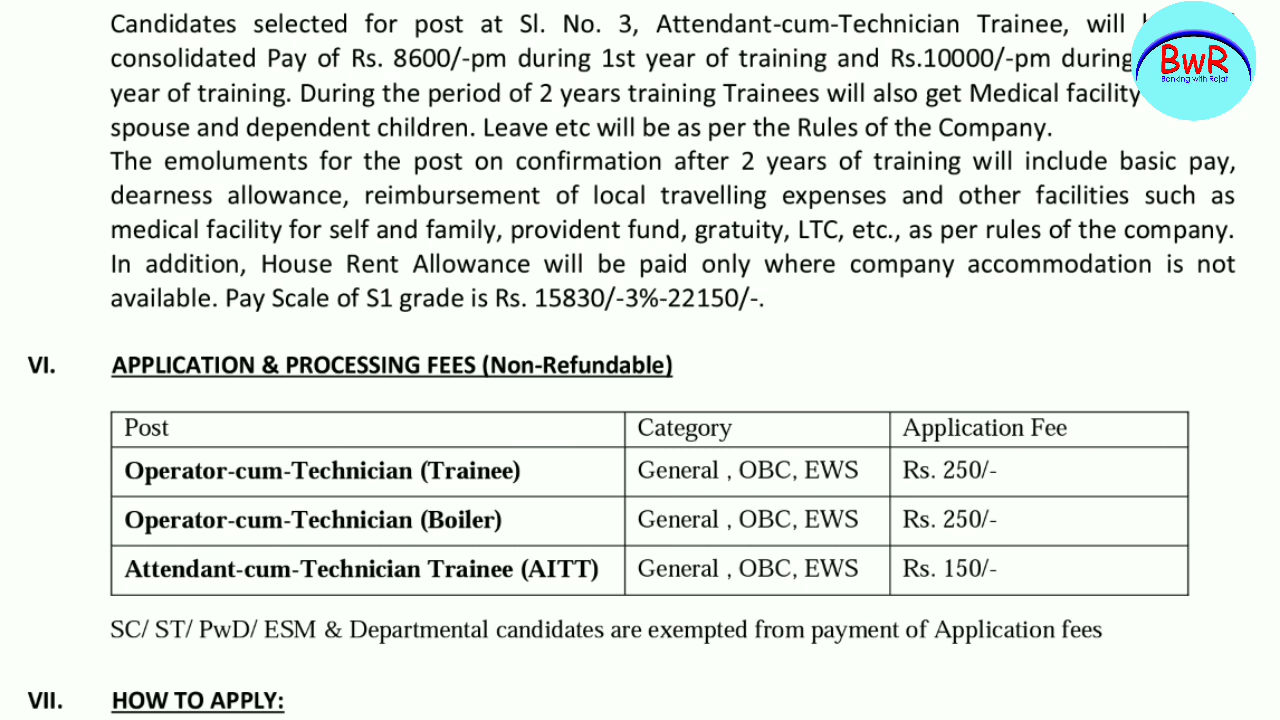 Candidates selected for post at Sl. No. 3, Attendant-cum-Technician Trainee, will
consolidated Pay of Rs. 8600/-pm during 1st year of training and Rs.10000/-pm during
year of training. During the period of 2 years training Trainees will also get Medical facility
spouse and dependent children. Leave etc will be as per the Rules of the Company.
The emoluments for the post on confirmation after 2 years of training will include basic pay,
dearness allowance, reimbursement of local travelling expenses and other facilities such as
medical facility for self and family, provident fund, gratuity, LTC, etc., as per rules of the company.
In addition, House Rent Allowance will be paid only where company accommodation is not
available. Pay Scale of S1 grade is Rs. 15830/-3%-22150/-.
BwR
Banking with Rajat
VI. APPLICATION & PROCESSING FEES (Non-Refundable)
Post Category Application Fee
Operator-cum-Technician (Trainee) General , OBC, EWS Rs. 250/-
Operator-cum-Technician (Boiler) General , OBC, EWS Rs. 250/-
Attendant-cum-Technician Trainee (AITT) General , OBC, EWS Rs. 150/-
SC/ ST/ PwD/ ESM & Departmental candidates are exempted from payment of Application fees
VII. HOW TO APPLY: